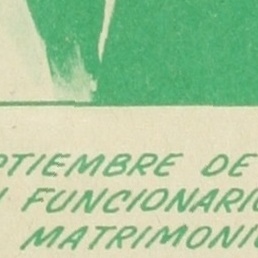 PTIEMBRE DE
FUNCIONARI
MATRIMONI